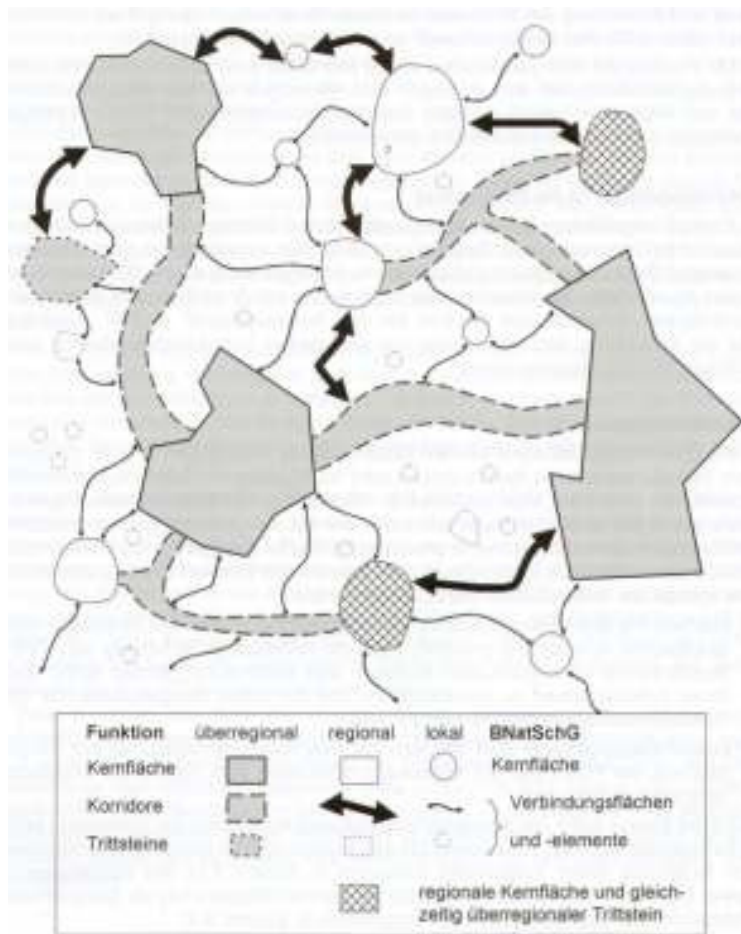 Funktion überregional regional lokal BNatSchG
Kernfläche Kernfläche
Korridore Verbindungsflächen
Trittsteine und -elemente
regionale Kernfläche und gleich-
zeitig überregionaler Trittstein